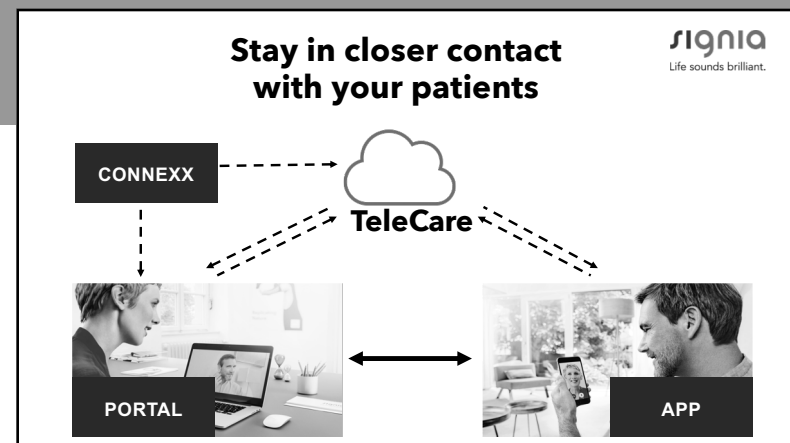 Stay in closer contact
with your patients
signia
Life sounds brilliant.
CONNEXX
TeleCare
PORTAL
APP